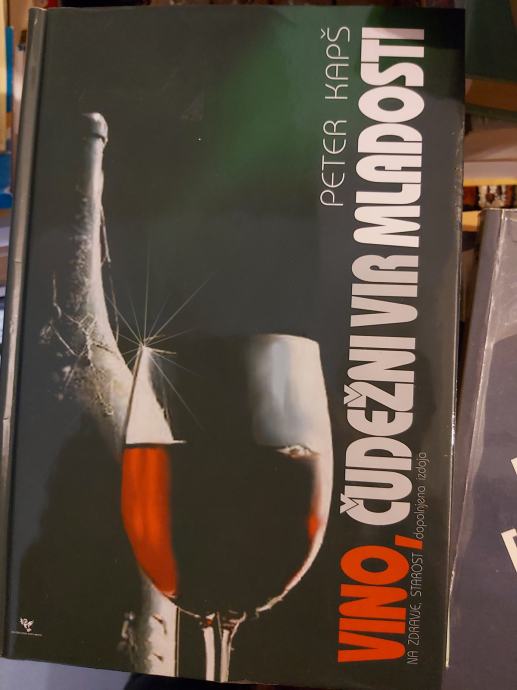 PETER KAPŠ
VINO, ČUDEŽNI VIR MLADOSTI
NA ZDRAVJE, STAROST! dopolnjena izdaja